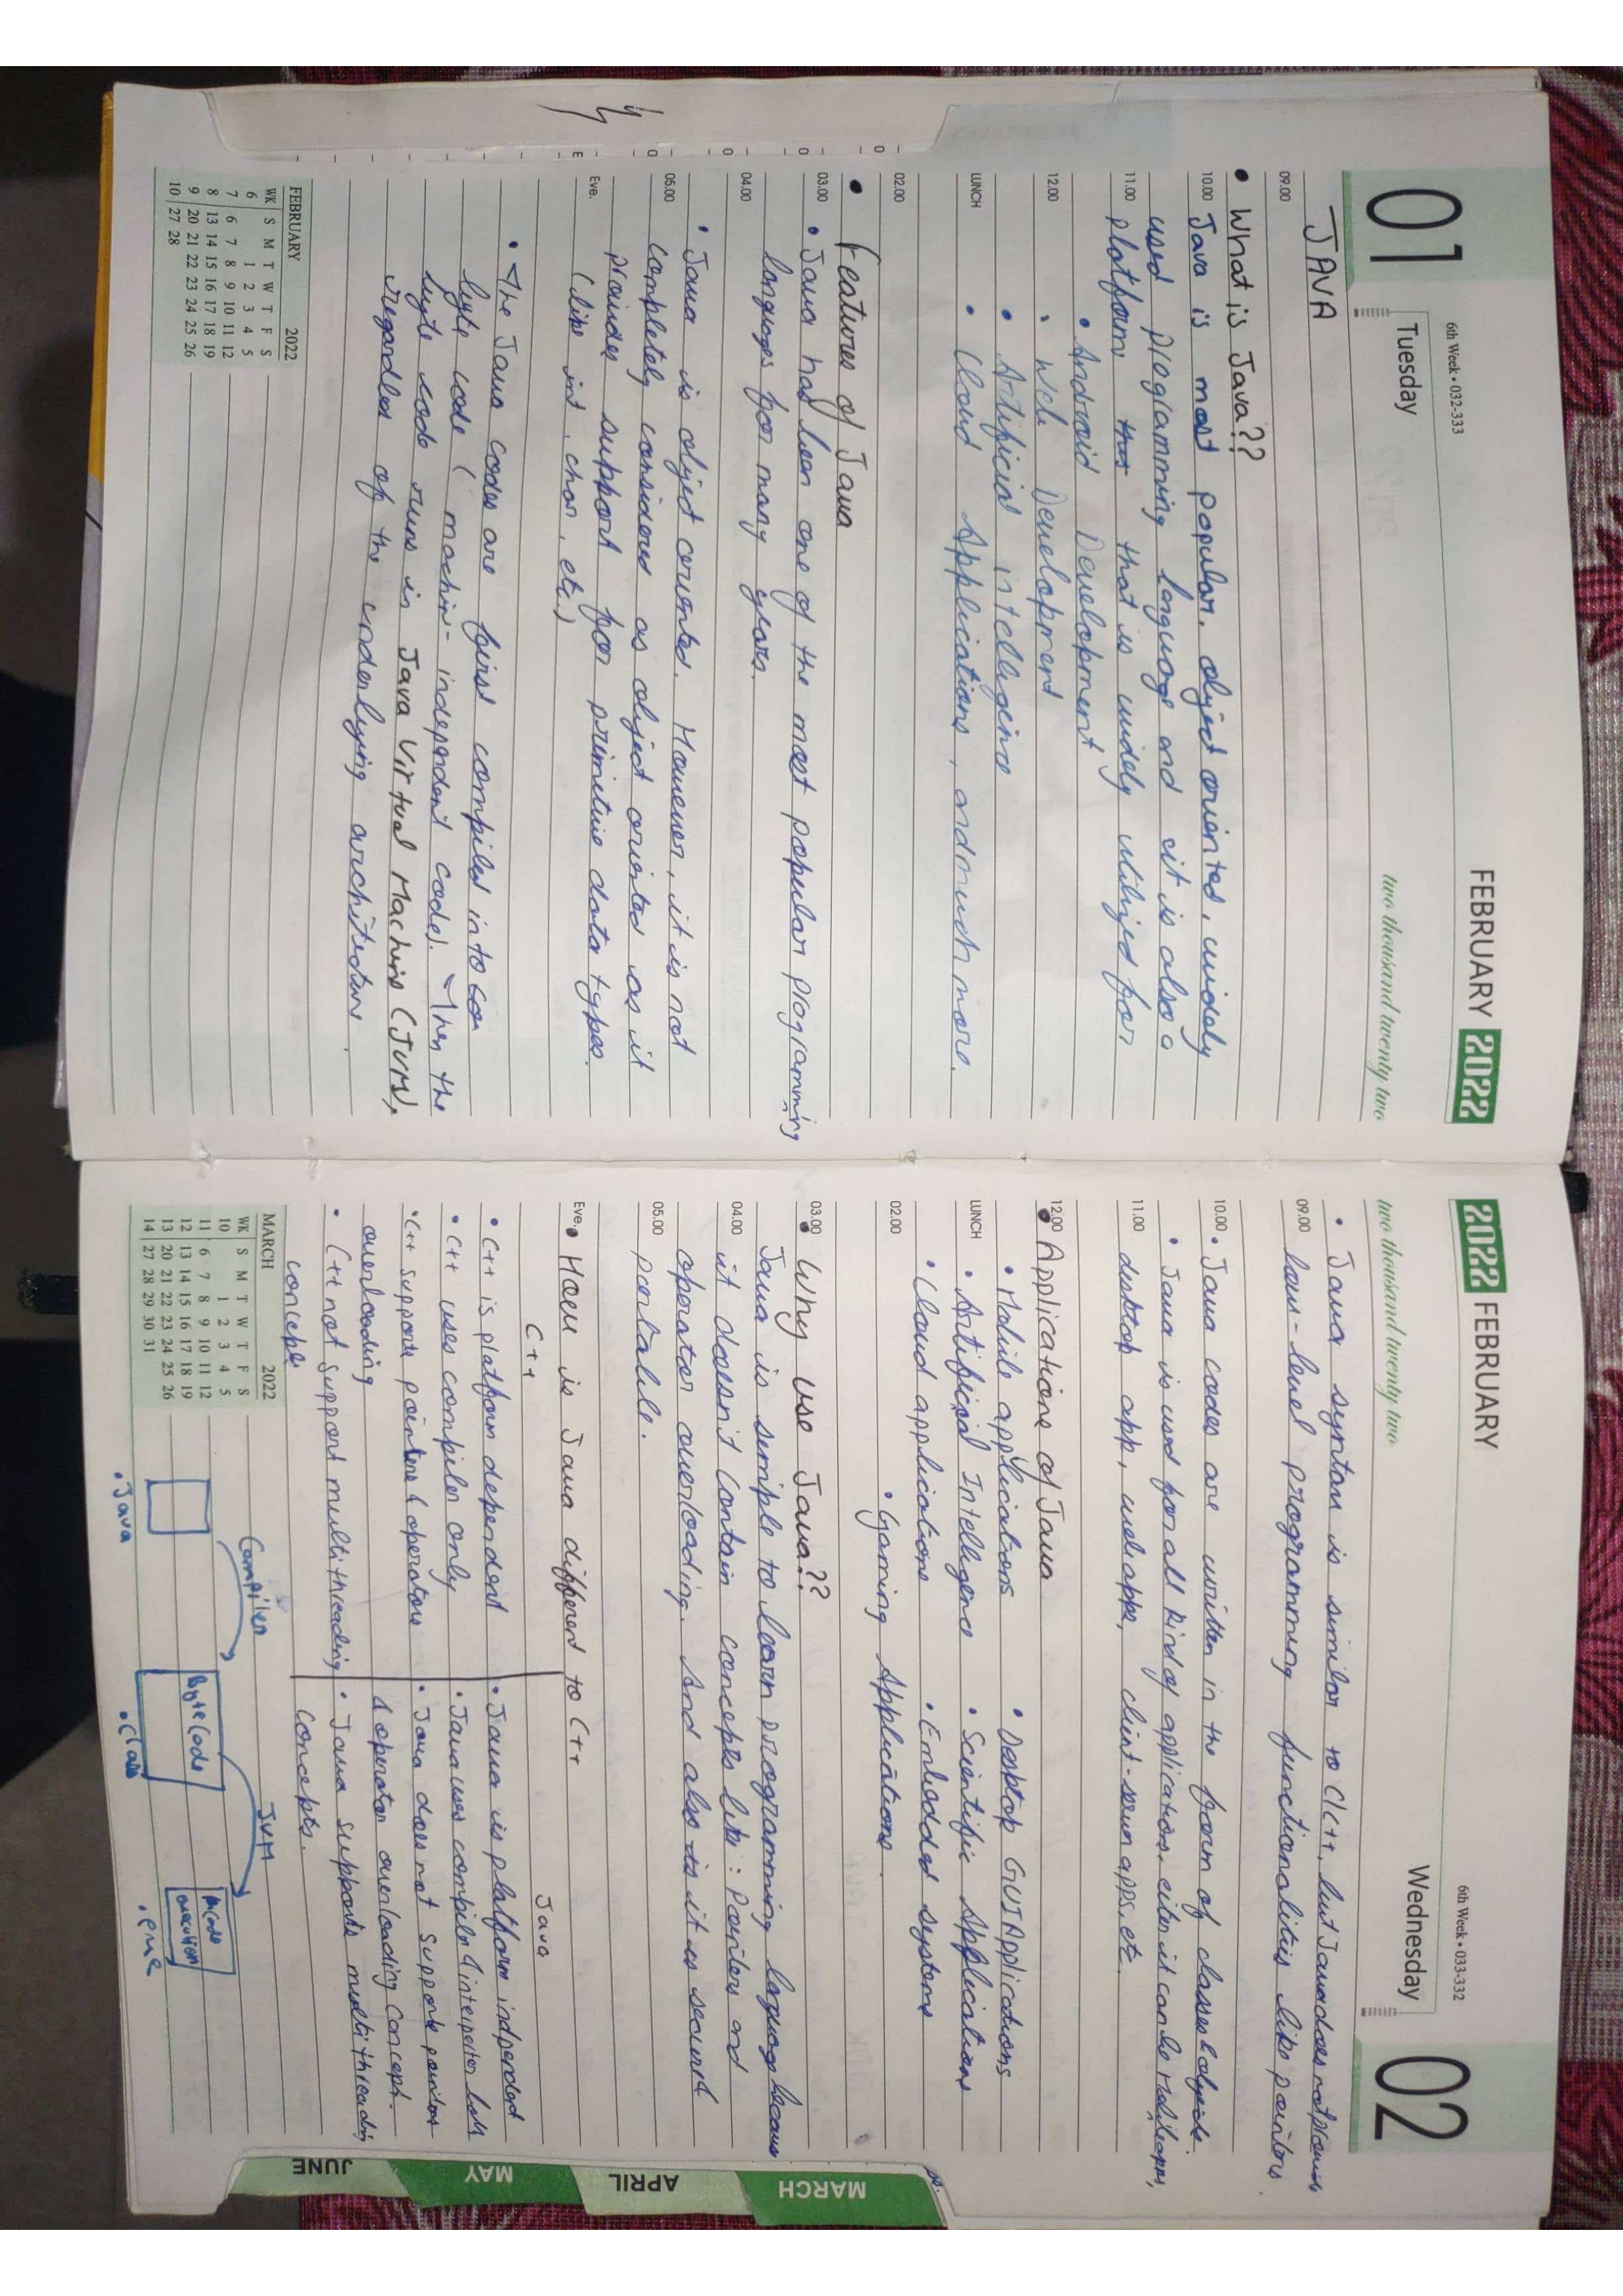 FEBRUARY 2022
01
6th Week • 032-333
Tuesday
two thousand twenty two
JAVA
09.00
• What is Java??
10.00 Java is most popular, object oriented, widely
used programming language and it is also a
11.00 platform that is widely utilized for
• Android Development
12.00 • Web Development
• Artificial intelligence
LUNCH • Cloud Applications, and much more.
02.00
• Features of Java
03.00 • Java has been one of the most popular programming
languages for many years.
04.00
• Java is object oriented. However, it is not
05.00 completely considered as object oriented as it
provides support for primitive data types.
Eve. (like int, char, etc.)
• The Java codes are first compiled into co
byte code (machin- independent code). Then the
byte code runs in Java Virtual Machine (JVM),
regardless of the underlying architecture.
FEBRUARY 2022
WK S M T W T F S
6 1 2 3 4 5
7 6 7 8 9 10 11 12
8 13 14 15 16 17 18 19
9 20 21 22 23 24 25 26
10 27 28
2022 FEBRUARY
6th Week • 033-332
02
Wednesday
two thousand twenty two
• Java syntax is similar to C/C++, but Java does not provide
09.00 low-level programming functionalities like pointers.
10.00 • Java codes are written in the form of classes & objects.
• Java is used for all kind of applications, eiter it can be Mobile apps,
11.00 desktop app, web apps, client-server apps, etc.
12.00 • Applications of Java
• Mobile applications • Desktop GUI Applications
LUNCH • Artificial Intelligence • Scientific Applications
• Cloud applications • Embedded systems
02.00 • Gaming Applications.
03.00 • Why use Java??
Java is simple to learn programming language because
04.00 it doesn't contain concepts like: Pointers and
operator overloading. And also is it is secure &
05.00 portable.
Eve. • How is Java different to C++
C++ Java
• C++ is platform dependent • Java is platform indpendent
• C++ uses compiler only • Java uses compiler & interperter both
• C++ supports pointers & operators • Java does not supports pointers
overloading & operator overloading concept.
• C++ not support multithreading • Java supports multithreading
concepts concepts.
MARCH 2022
WK S M T W T F S
10 1 2 3 4 5
11 6 7 8 9 10 11 12
12 13 14 15 16 17 18 19
13 20 21 22 23 24 25 26
14 27 28 29 30 31
Compiler JVM
Byte Code
execution
.Java .class .exe
MARCH
APRIL
MAY
JUNE